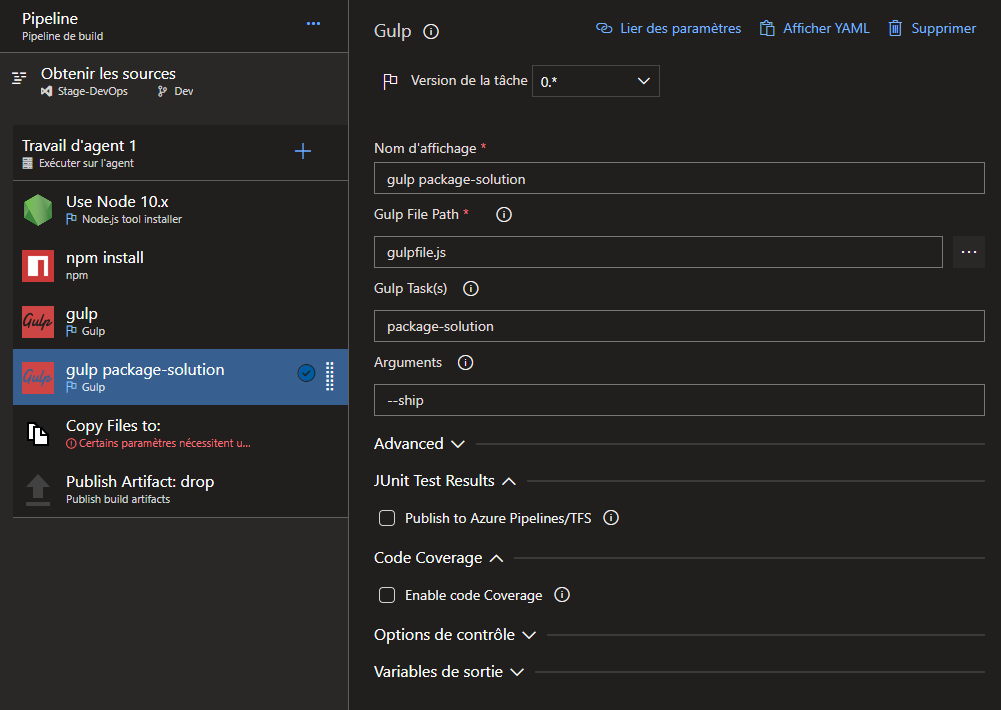 Pipeline
Pipeline de build
...
Obtenir les sources
Stage-DevOps Dev
Travail d'agent 1
Exécuter sur l'agent
Use Node 10.x
Node.js tool installer
npm install
npm
gulp
Gulp
gulp package-solution
Gulp
Copy Files to:
Certains paramètres nécessitent u...
Publish Artifact: drop
Publish build artifacts
Gulp
Lier des paramètres Afficher YAML Supprimer
Version de la tâche 0.*
Nom d'affichage *
gulp package-solution
Gulp File Path *
gulpfile.js
...
Gulp Task(s)
package-solution
Arguments
--ship
Advanced
JUnit Test Results
Publish to Azure Pipelines/TFS
Code Coverage
Enable code Coverage
Options de contrôle
Variables de sortie